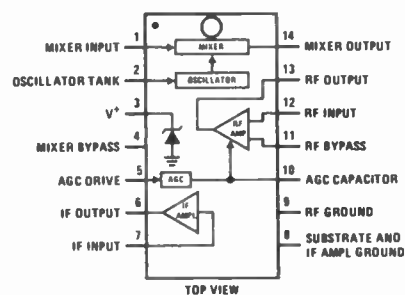 1 14
MIXER INPUT MIXER MIXER OUTPUT
2 13
OSCILLATOR TANK OSCILLATOR RF OUTPUT
3 12
V+ RF INPUT
RF
AMP
4 11
MIXER BYPASS RF BYPASS
5 10
AGC DRIVE AGC AGC CAPACITOR
6 9
IF OUTPUT IF
AMPL RF GROUND
7 8
IF INPUT SUBSTRATE AND
IF AMPL GROUND
TOP VIEW